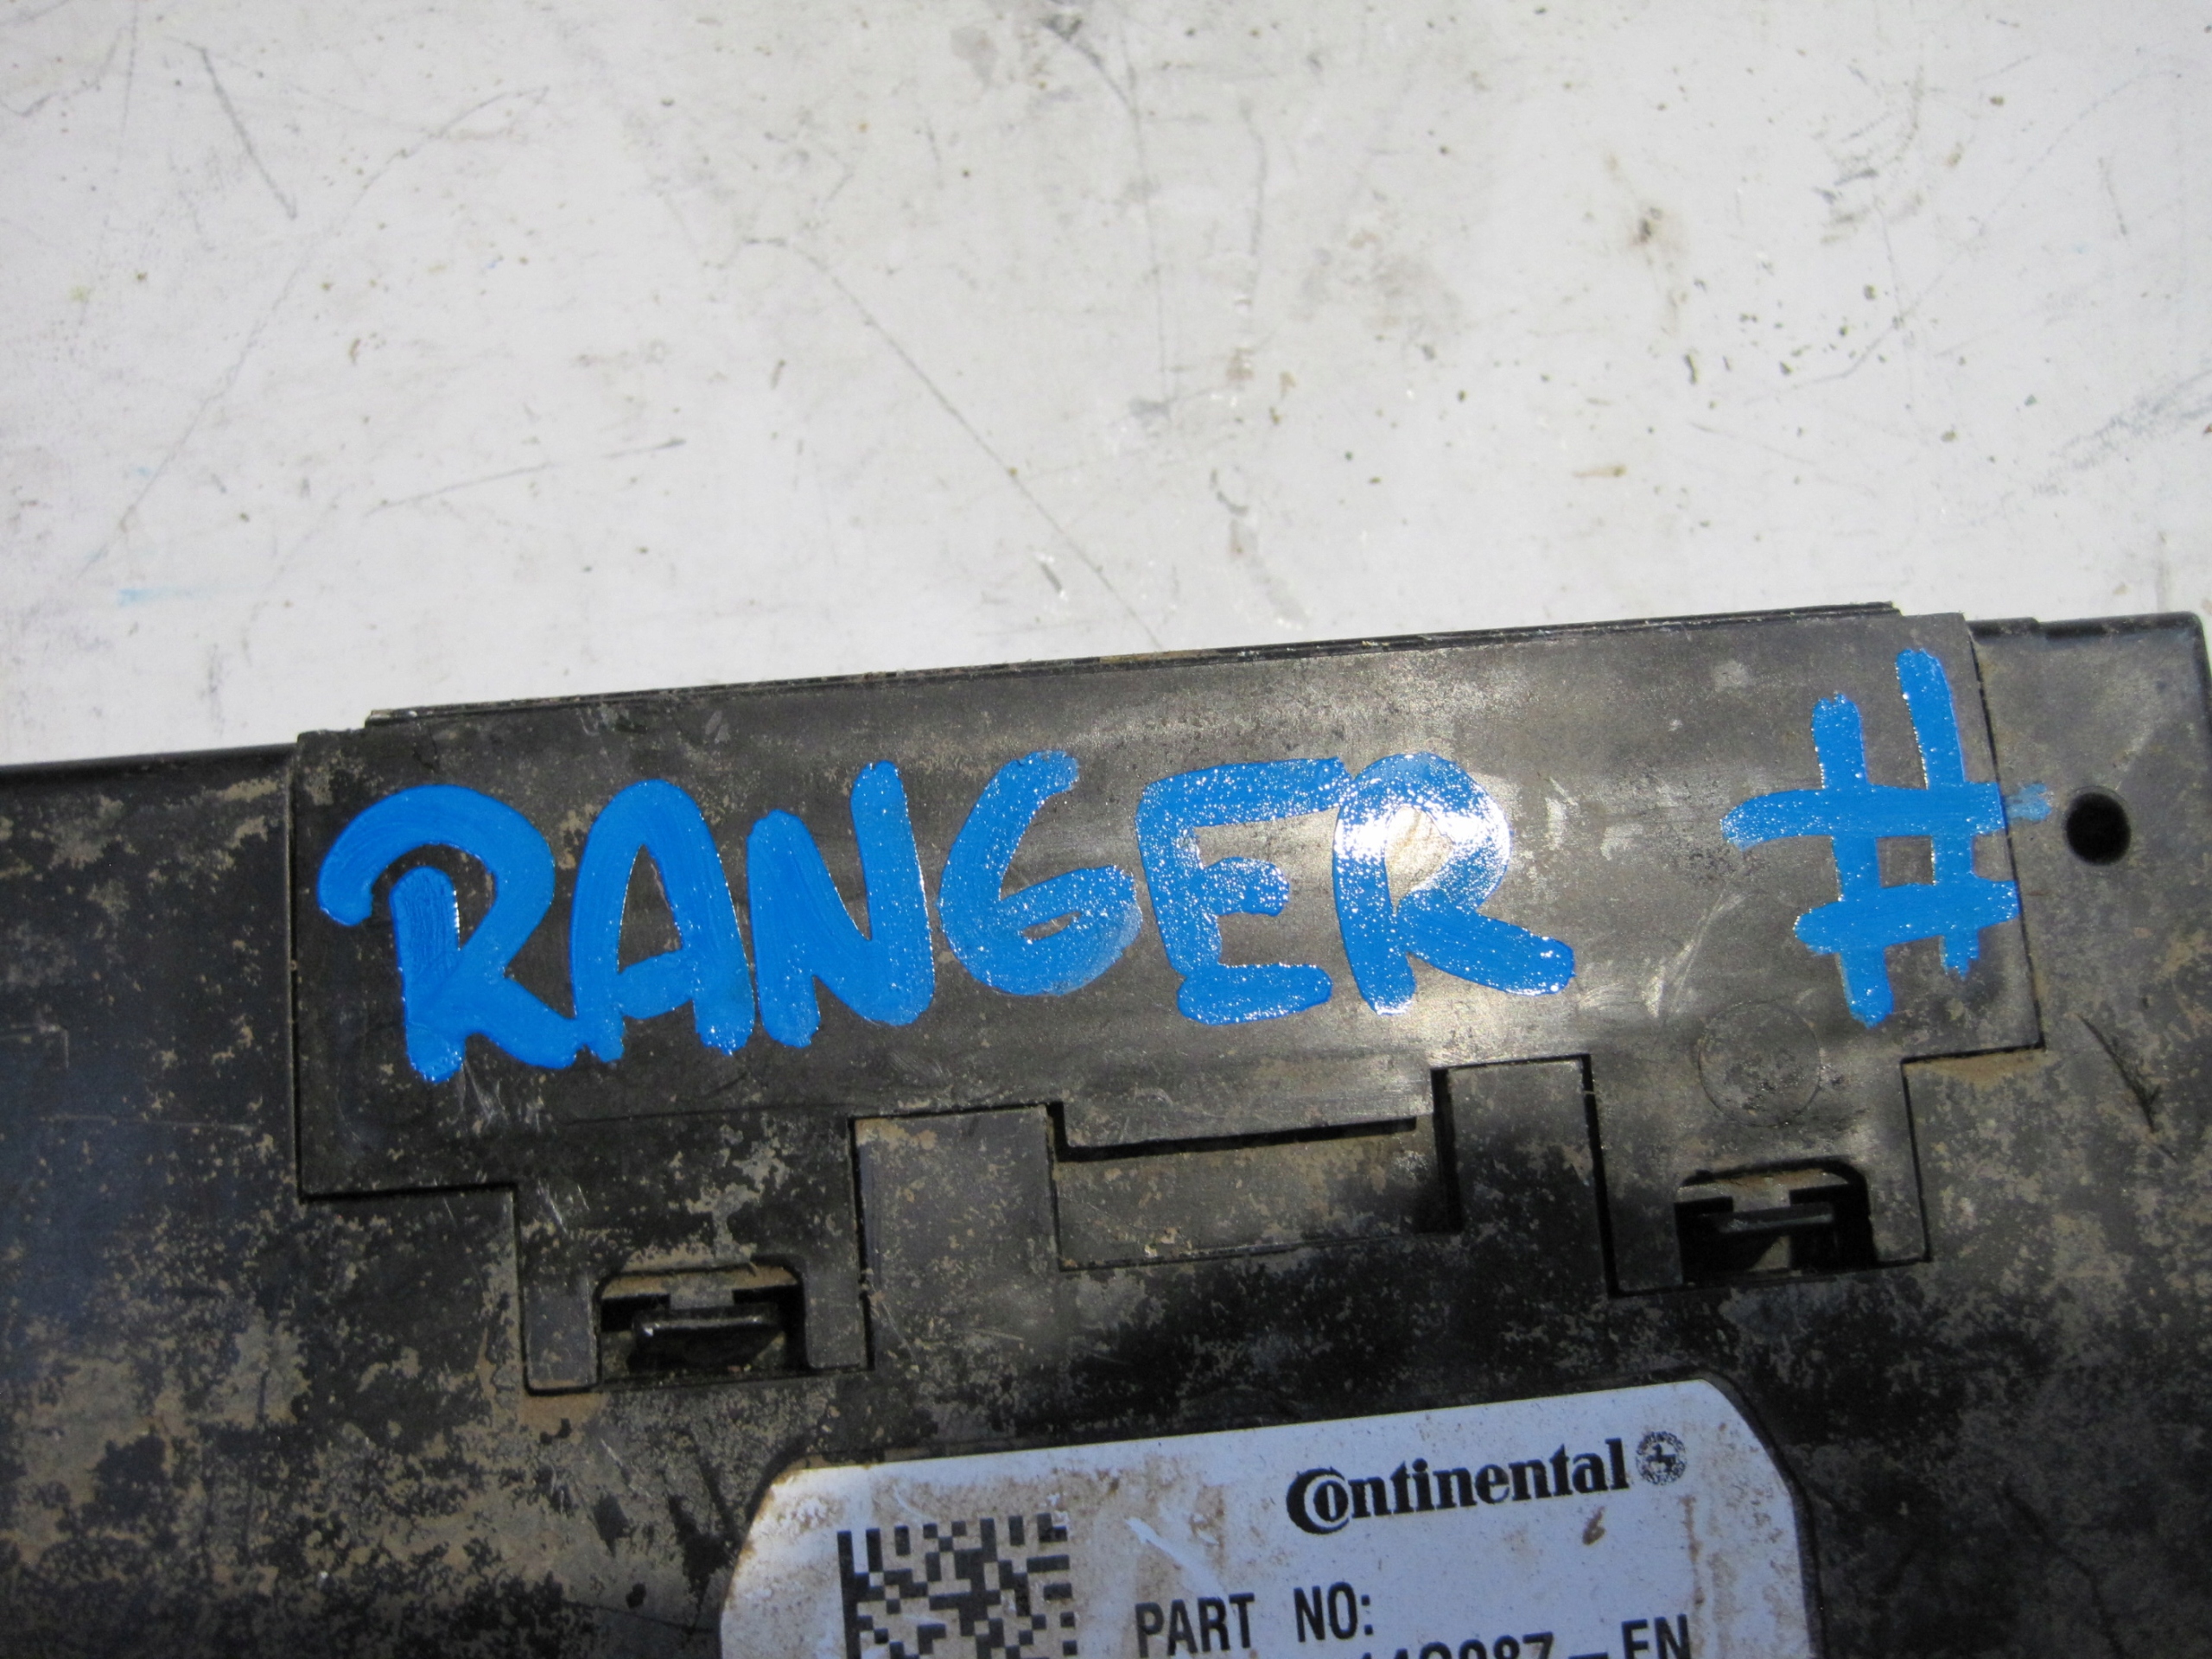 RANGER #
Continental
PART NO: